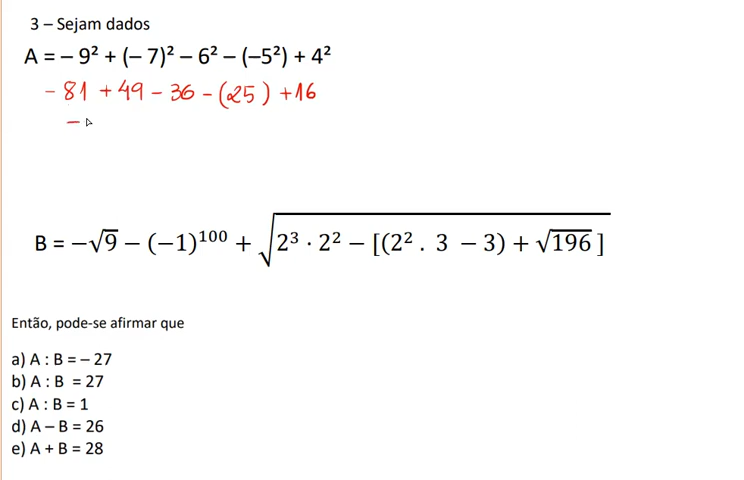 3 – Sejam dados
A = – 9² + (– 7)² – 6² – (–5²) + 4²
- 81 + 49 - 36 - (25) + 16
-
B = –√9 – (–1)¹⁰⁰ + √(2³ · 2² – [(2² . 3 – 3) + √196 ])
Então, pode-se afirmar que
a) A : B = – 27
b) A : B = 27
c) A : B = 1
d) A – B = 26
e) A + B = 28